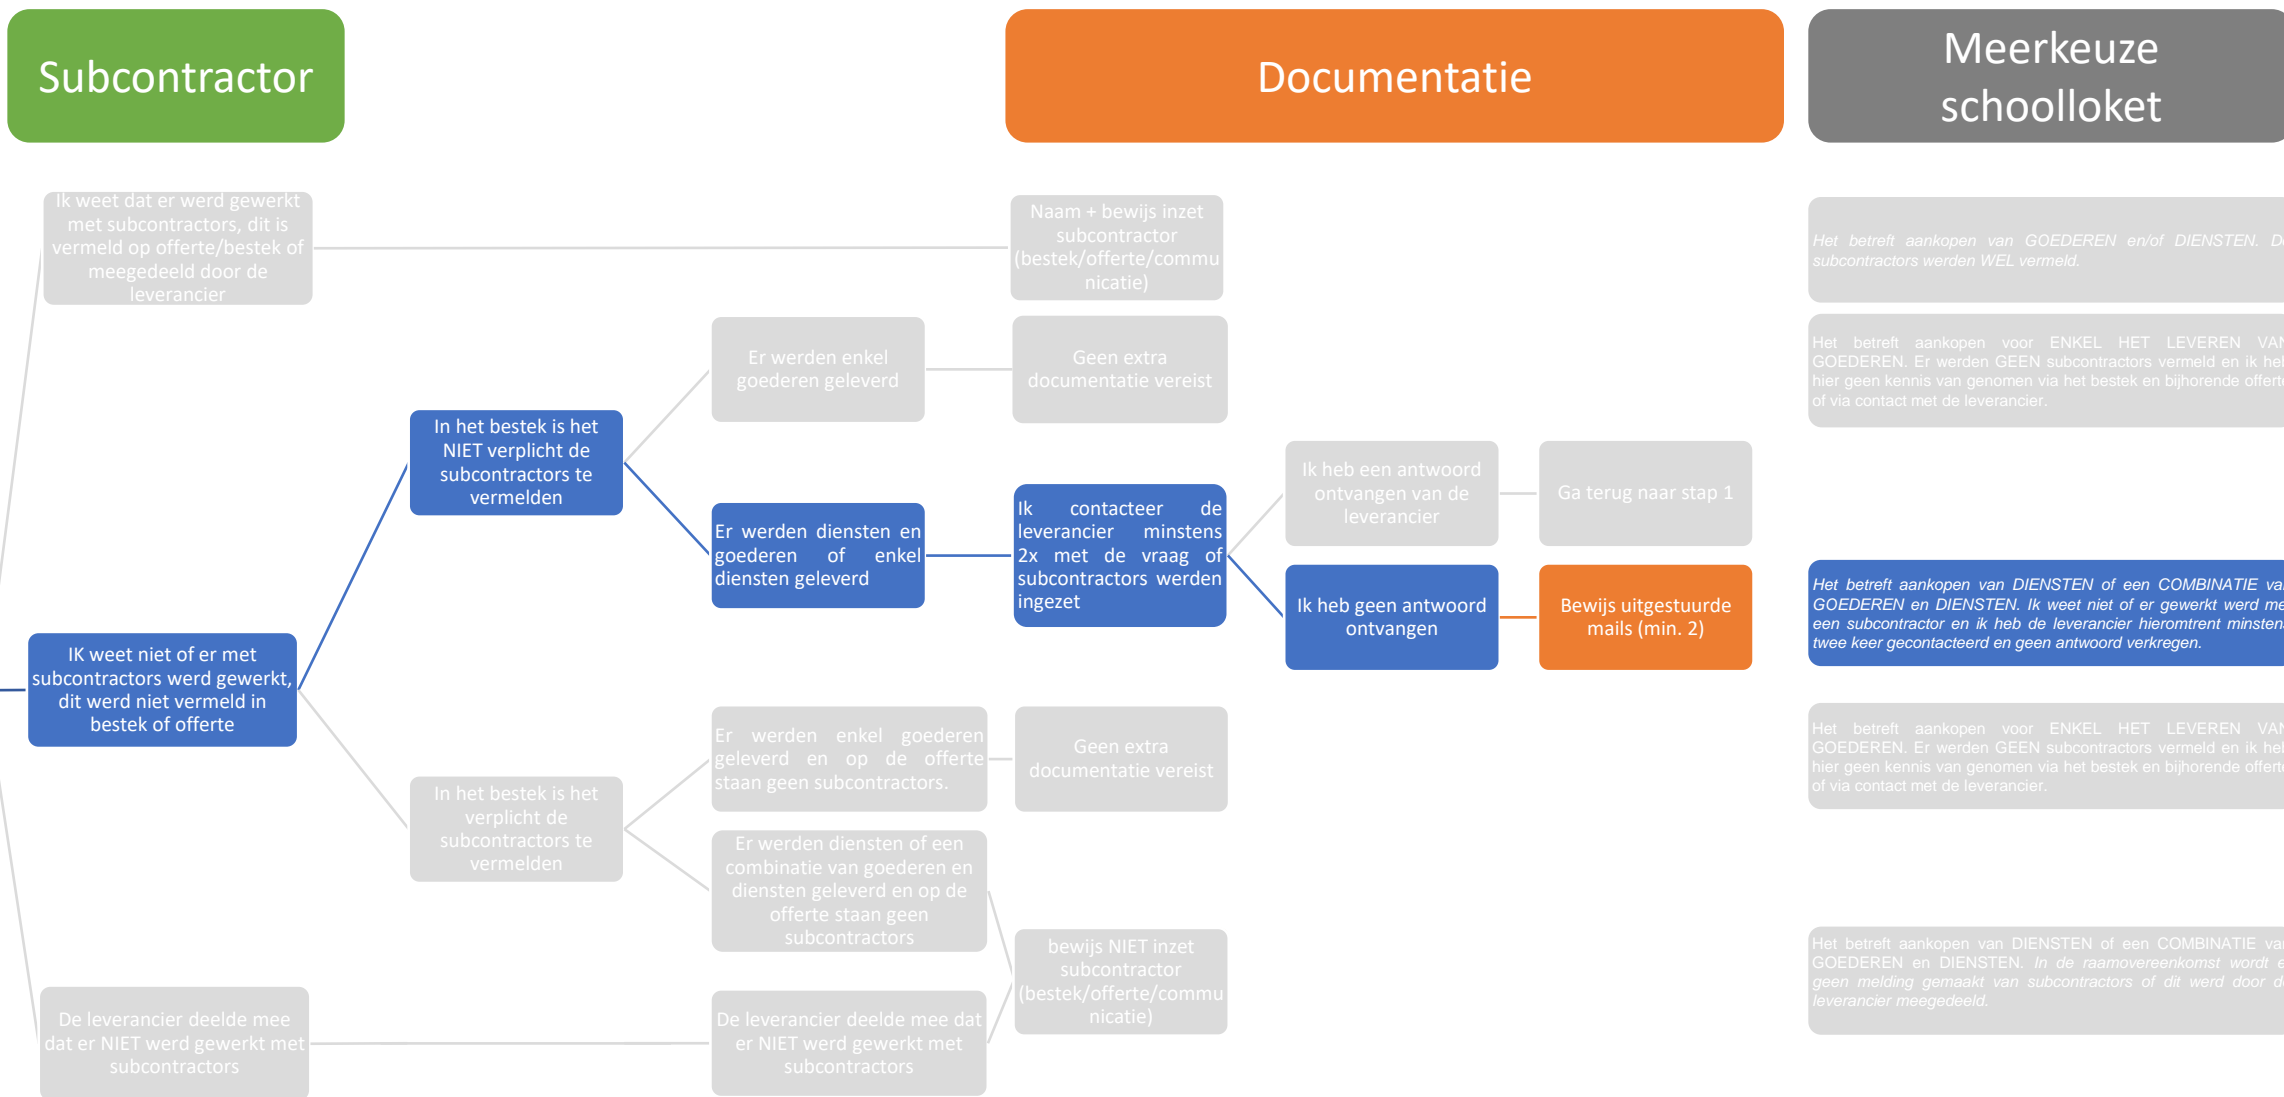 Subcontractor
Documentatie
Meerkeuze
schoolloket
Ik weet dat er werd gewerkt
met subcontractors, dit is
vermeld op offerte/bestek of
meegedeeld door de
leverancier
Naam + bewijs inzet
subcontractor
(bestek/offerte/commu
nicatie)
Het betreft aankopen van GOEDEREN en/of DIENSTEN. De
subcontractors werden WEL vermeld.
Er werden enkel
goederen geleverd
Geen extra
documentatie vereist
Het betreft aankopen voor ENKEL HET LEVEREN VAN
GOEDEREN. Er werden GEEN subcontractors vermeld en ik heb
hier geen kennis van genomen via het bestek en bijhorende offerte
of via contact met de leverancier.
In het bestek is het
NIET verplicht de
subcontractors te
vermelden
Er werden diensten en
goederen of enkel
diensten geleverd
Ik contacteer de
leverancier minstens
2x met de vraag of
subcontractors werden
ingezet
Ik heb een antwoord
ontvangen van de
leverancier
Ga terug naar stap 1
Ik heb geen antwoord
ontvangen
Bewijs uitgestuurde
mails (min. 2)
Het betreft aankopen van DIENSTEN of een COMBINATIE van
GOEDEREN en DIENSTEN. Ik weet niet of er gewerkt werd met
een subcontractor en ik heb de leverancier hieromtrent minstens
twee keer gecontacteerd en geen antwoord verkregen.
IK weet niet of er met
subcontractors werd gewerkt,
dit werd niet vermeld in
bestek of offerte
Er werden enkel goederen
geleverd en op de offerte
staan geen subcontractors.
Geen extra
documentatie vereist
Het betreft aankopen voor ENKEL HET LEVEREN VAN
GOEDEREN. Er werden GEEN subcontractors vermeld en ik heb
hier geen kennis van genomen via het bestek en bijhorende offerte
of via contact met de leverancier.
In het bestek is het
verplicht de
subcontractors te
vermelden
Er werden diensten of een
combinatie van goederen en
diensten geleverd en op de
offerte staan geen
subcontractors
bewijs NIET inzet
subcontractor
(bestek/offerte/commu
nicatie)
Het betreft aankopen van DIENSTEN of een COMBINATIE van
GOEDEREN en DIENSTEN. In de raamovereenkomst wordt er
geen melding gemaakt van subcontractors of dit werd door de
leverancier meegedeeld.
De leverancier deelde mee
dat er NIET werd gewerkt met
subcontractors
De leverancier deelde mee dat
er NIET werd gewerkt met
subcontractors